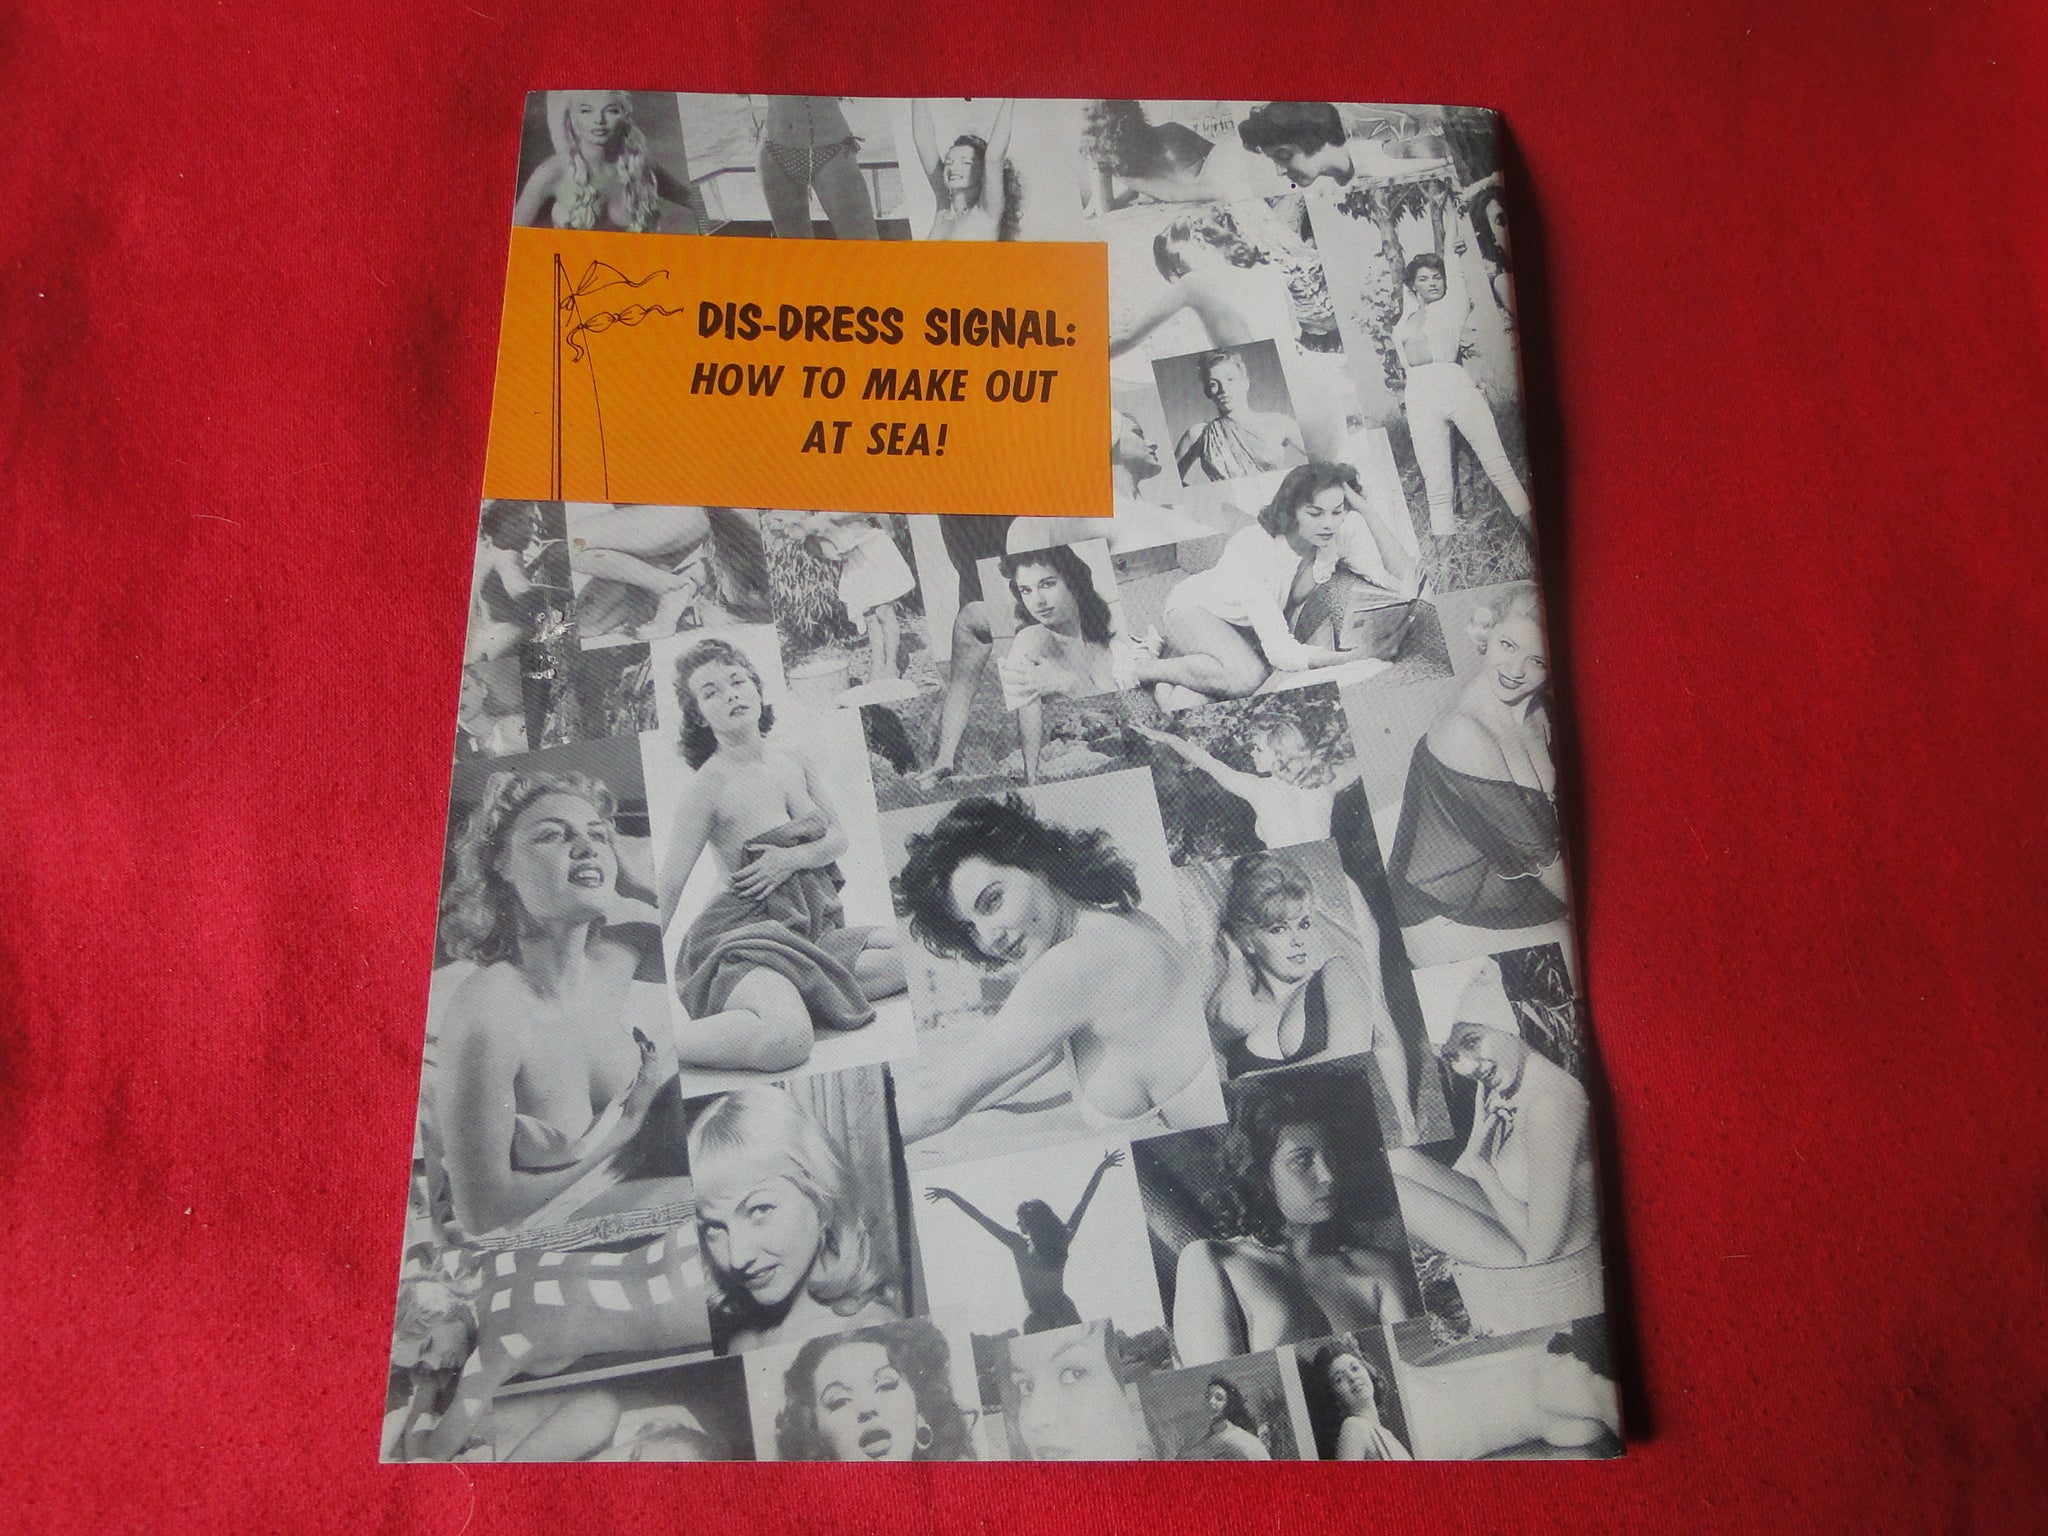 DIS-DRESS SIGNAL:
HOW TO MAKE OUT
AT SEA!